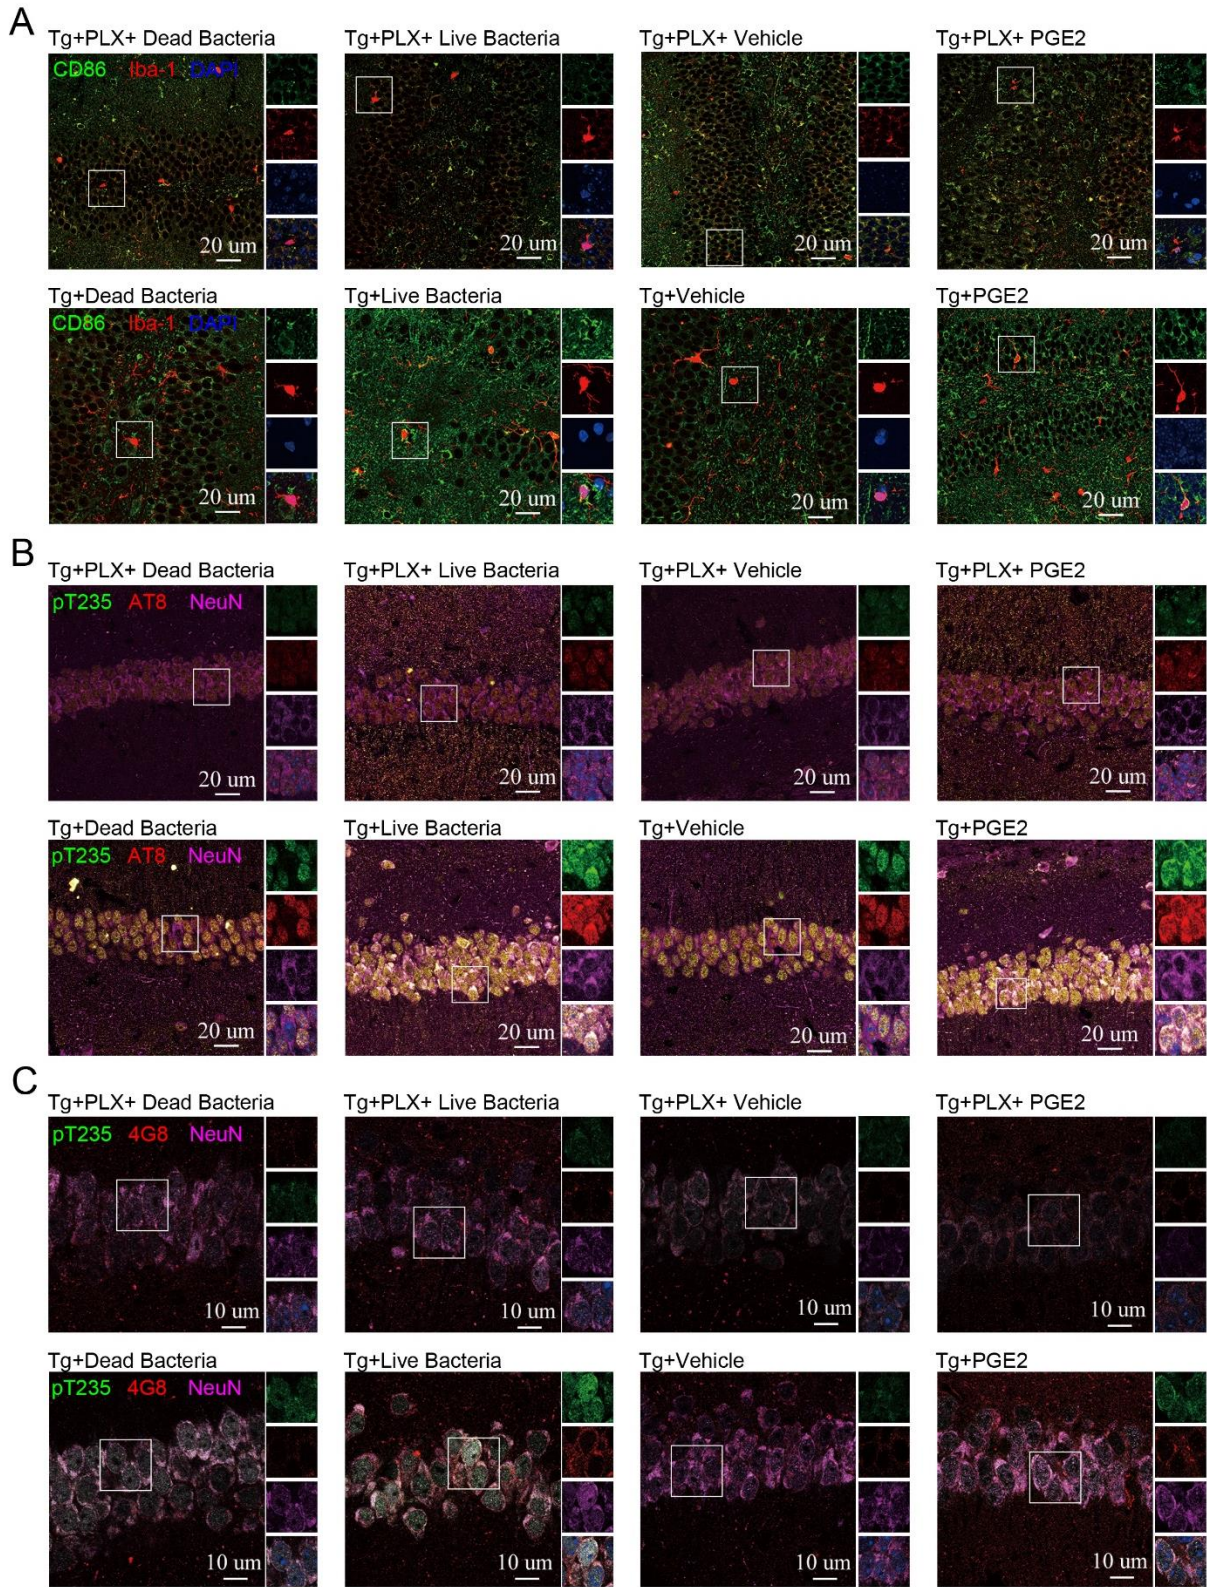 A
Tg+PLX+ Dead Bacteria
Tg+PLX+ Live Bacteria
Tg+PLX+ Vehicle
Tg+PLX+ PGE2
CD86 Iba-1 DAPI
20 um
20 um
20 um
20 um
Tg+Dead Bacteria
Tg+Live Bacteria
Tg+Vehicle
Tg+PGE2
CD86 Iba-1 DAPI
20 um
20 um
20 um
20 um
B
Tg+PLX+ Dead Bacteria
Tg+PLX+ Live Bacteria
Tg+PLX+ Vehicle
Tg+PLX+ PGE2
pT235 AT8 NeuN
20 um
20 um
20 um
20 um
Tg+Dead Bacteria
Tg+Live Bacteria
Tg+Vehicle
Tg+PGE2
pT235 AT8 NeuN
20 um
20 um
20 um
20 um
C
Tg+PLX+ Dead Bacteria
Tg+PLX+ Live Bacteria
Tg+PLX+ Vehicle
Tg+PLX+ PGE2
pT235 4G8 NeuN
10 um
10 um
10 um
10 um
Tg+Dead Bacteria
Tg+Live Bacteria
Tg+Vehicle
Tg+PGE2
pT235 4G8 NeuN
10 um
10 um
10 um
10 um